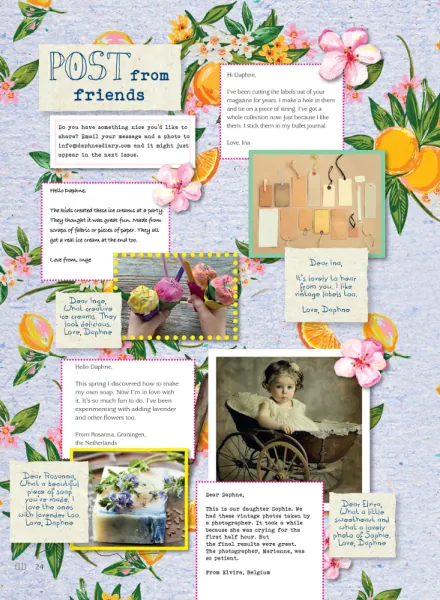 POST from
friends
Do you have something nice you'd like to
share? Email your message and a photo to
info@daphnesdiary.com and it might just
appear in the next issue.
Hi Daphne,
I've been cutting the labels out of your
magazine for years. I make a hole in them
and tie on a piece of string. I've got a
whole collection now. Just because I like
them. I stick them in my bullet journal.
Love, Ina
Dear Ina,
It's lovely to hear
from you. I like
vintage labels too.
Love, Daphne
Hello Daphne,
The kids created these ice creams at a party.
They thought it was great fun. Made from
scraps of fabric or pieces of paper. They all
got a real ice cream at the end too.
Love from, Inge
Dear Inge,
What creative
ice creams. They
look delicious.
Love, Daphne
Hello Daphne,
This spring I discovered how to make
my own soap. Now I'm in love with
it. It's so much fun to do. I've been
experimenting with adding lavender
and other flowers too.
From Rosanna, Groningen,
the Netherlands
Dear Rosanna,
What a beautiful
piece of soap
you've made. I
love the ones
with lavender too.
Love, Daphne
Dear Daphne,
This is our daughter Sophie. We
had these vintage photos taken by
a photographer. It took a while
because she was crying for the
first half hour. But
the final results were great.
The photographer, Marianne, was
so patient.
From Elvira, Belgium
Dear Elvira,
What a little
sweetheart and
what a lovely
photo of Sophie.
Love, Daphne
24